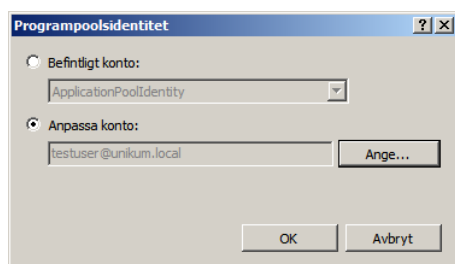 Programpoolsidentitet
Befintligt konto:
ApplicationPoolIdentity
Anpassa konto:
testuser@unikum.local
Ange...
OK
Avbryt